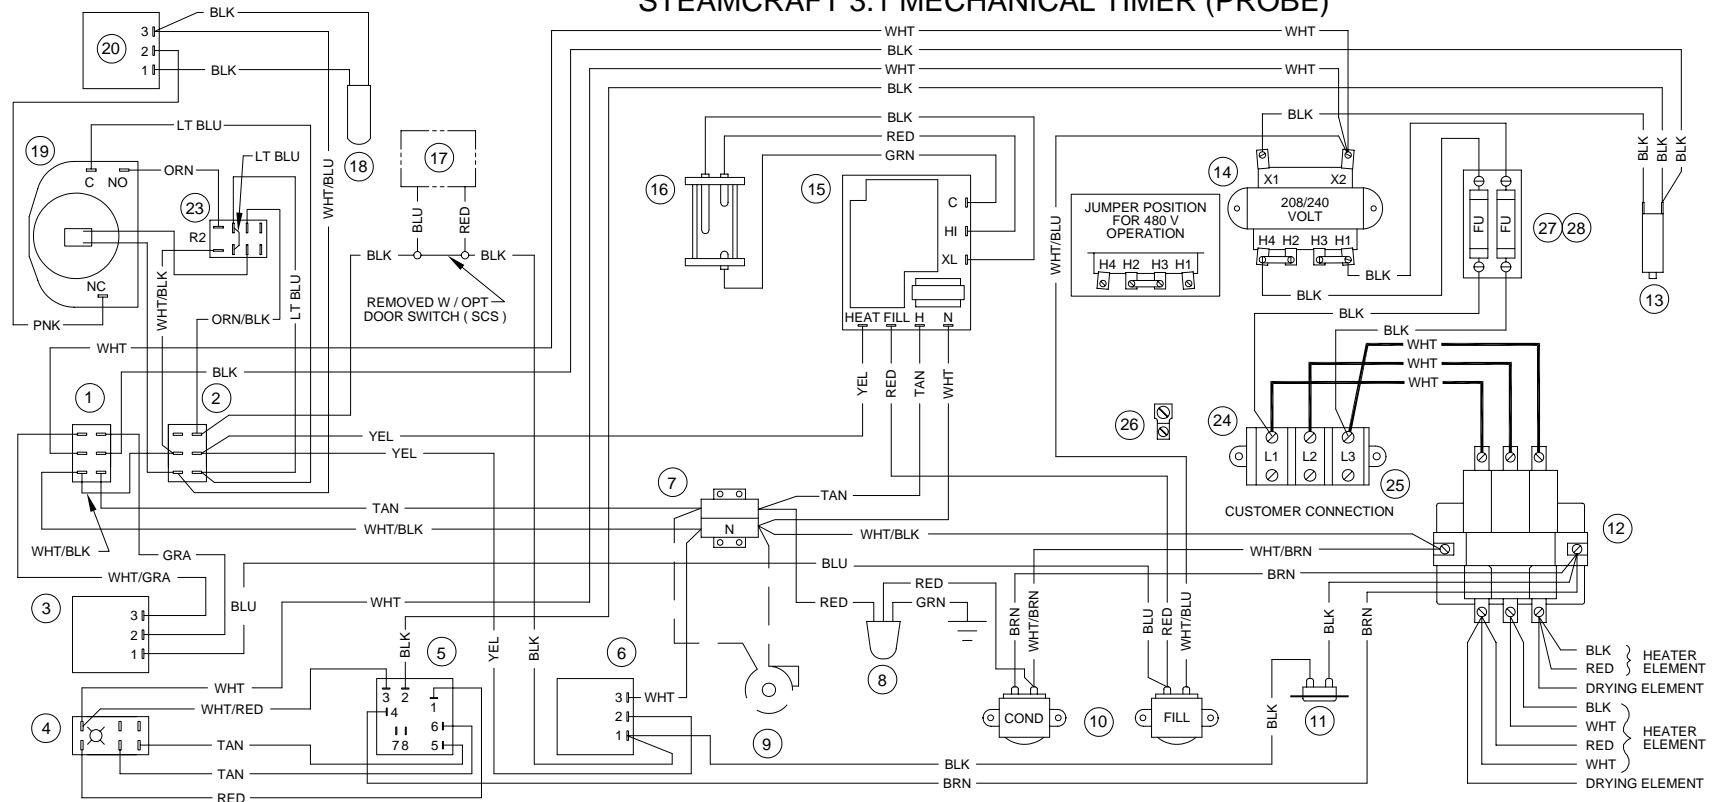 STEAMCRAFT 3.1 MECHANICAL TIMER (PROBE)
BLK
3
2
1
20
BLK
WHT WHT
BLK
WHT WHT
BLK
BLK
RED
GRN
BLK
BLK
BLK
BLK
LT BLU
LT BLU
19
C NO
ORN
23
R2
NC
PNK
WHT/BLK
ORN/BLK
LT BLU
WHT/BLU
18
17
BLU
RED
BLK BLK
REMOVED W / OPT
DOOR SWITCH ( SCS )
16
15
C
HI
XL
HEAT FILL H N
YEL
RED
TAN
WHT
WHT/BLU
14
X1 X2
208/240
VOLT
H4 H2 H3 H1
JUMPER POSITION
FOR 480 V
OPERATION
H4 H2 H3 H1
BLK
BLK
FU FU
27 28
13
BLK
BLK
WHT
WHT
WHT
WHT
BLK
1
2
YEL
YEL
TAN
WHT/BLK
WHT/BLK
GRA
WHT/GRA
7
N
TAN
WHT/BLK
26
24
L1 L2 L3
25
CUSTOMER CONNECTION
12
WHT/BRN
BRN
BLU
BLU
WHT
3
3
2
1
RED
GRN
RED
8
BRN
WHT/BRN
BLU
RED
WHT/BLU
BLK
BRN
BLK
YEL
BLK
5
3 2
1
4
6
7 8
5
6
3
2
1
WHT
9
COND
10
FILL
BLK
11
WHT
WHT/RED
4
TAN
TAN
RED
BLK
BRN
BLK
RED
HEATER
ELEMENT
DRYING ELEMENT
BLK
WHT
RED
WHT
HEATER
ELEMENT
DRYING ELEMENT